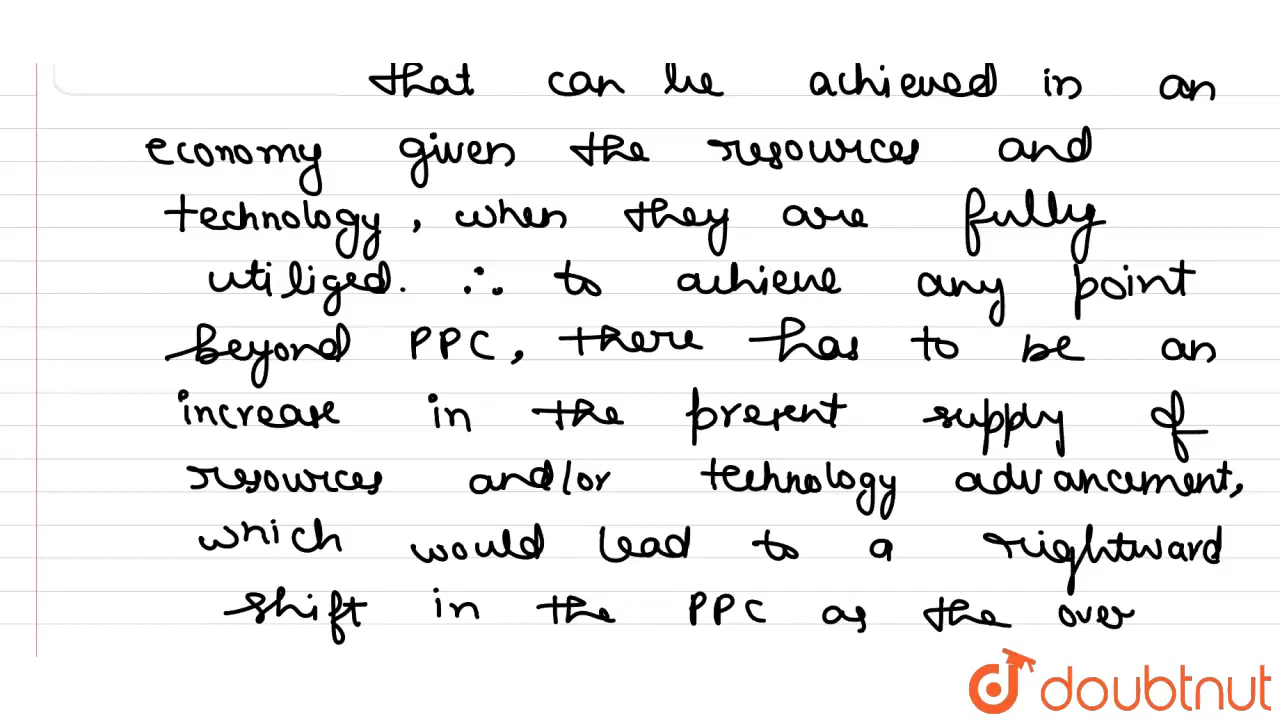 that can be achieved in an
economy given the resources and
technology, when they are fully
utilized. ∴ to achieve any point
beyond PPC, there has to be an
increase in the present supply of
resources and/or technology advancement,
which would lead to a rightward
shift in the PPC as the over
doubtnut